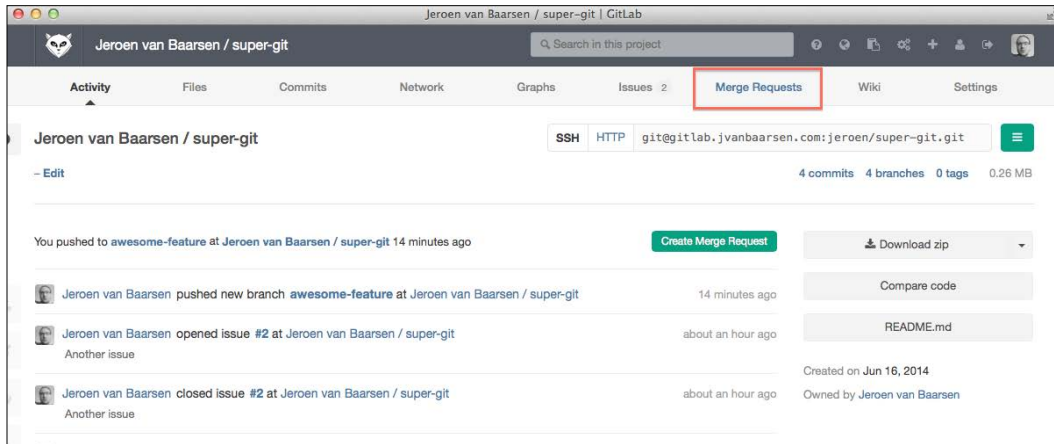 Jeroen van Baarsen / super-git | GitLab
Jeroen van Baarsen / super-git Search in this project
Activity Files Commits Network Graphs Issues 2 Merge Requests Wiki Settings
Jeroen van Baarsen / super-git SSH HTTP git@gitlab.jvanbaarsen.com:jeroen/super-git.git
– Edit 4 commits 4 branches 0 tags 0.26 MB
You pushed to awesome-feature at Jeroen van Baarsen / super-git 14 minutes ago Create Merge Request Download zip
Jeroen van Baarsen pushed new branch awesome-feature at Jeroen van Baarsen / super-git 14 minutes ago Compare code
Jeroen van Baarsen opened issue #2 at Jeroen van Baarsen / super-git about an hour ago README.md
Another issue
Created on Jun 16, 2014
Jeroen van Baarsen closed issue #2 at Jeroen van Baarsen / super-git about an hour ago Owned by Jeroen van Baarsen
Another issue